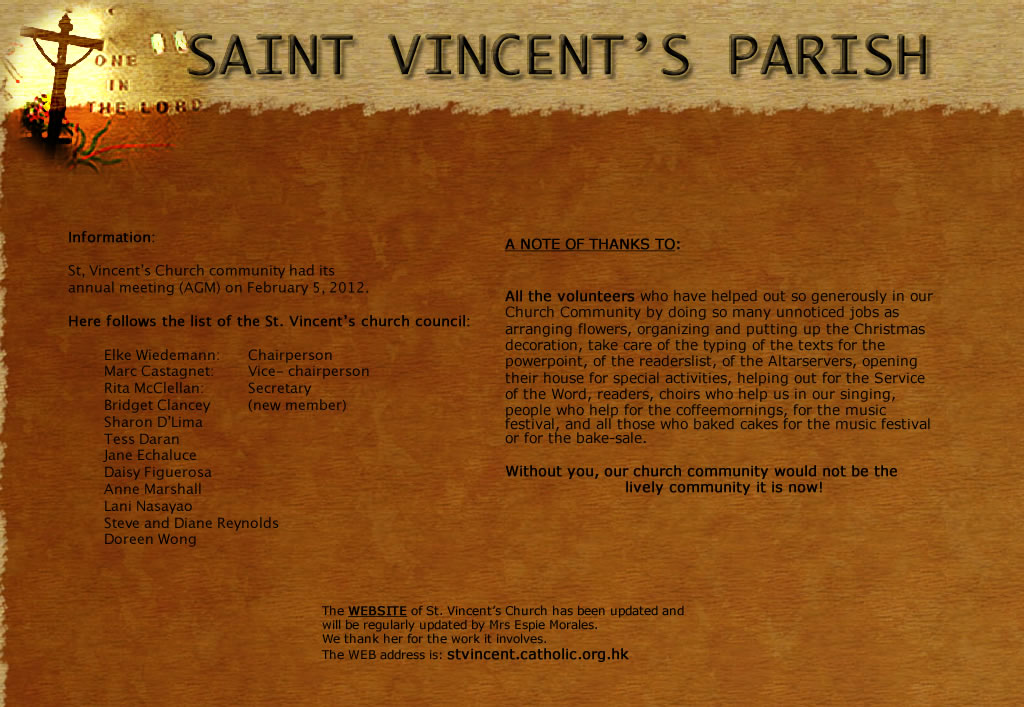 ONE
IN
THE LORD
"SAINT VINCENT'S PARISH
Information:
St, Vincent's Church community had its
annual meeting (AGM) on February 5, 2012.
Here follows the list of the St. Vincent's church council:
Elke Wiedemann: Chairperson
Marc Castagnet: Vice- chairperson
Rita McClellan: Secretary
Bridget Clancey (new member)
Sharon D'Lima
Tess Daran
Jane Echaluce
Daisy Figuerosa
Anne Marshall
Lani Nasayao
Steve and Diane Reynolds
Doreen Wong
A NOTE OF THANKS TO:
All the volunteers who have helped out so generously in our
Church Community by doing so many unnoticed jobs as
arranging flowers, organizing and putting up the Christmas
decoration, take care of the typing of the texts for the
powerpoint, of the readerslist, of the Altarservers, opening
their house for special activities, helping out for the Service
of the Word, readers, choirs who help us in our singing,
people who help for the coffeemornings, for the music
festival, and all those who baked cakes for the music festival
or for the bake-sale.
Without you, our church community would not be the
lively community it is now!
The WEBSITE of St. Vincent's Church has been updated and
will be regularly updated by Mrs Espie Morales.
We thank her for the work it involves.
The WEB address is: stvincent.catholic.org.hk